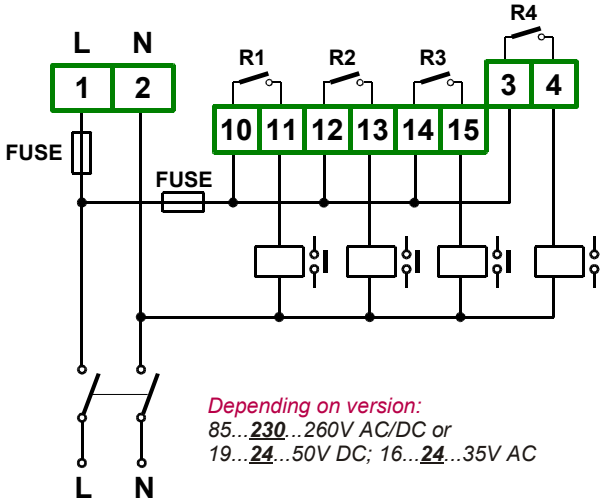 R4
L N
R1 R2 R3
1 2
3 4
10 11 12 13 14 15
FUSE
FUSE
Depending on version:
85...230...260V AC/DC or
19...24...50V DC; 16...24...35V AC
L N